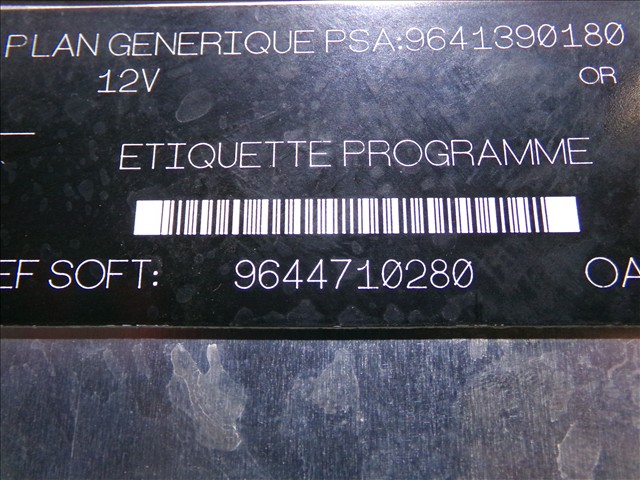 PLAN GENERIQUE PSA:9641390180
12V OR
ETIQUETTE PROGRAMME
EF SOFT: 9644710280 OA